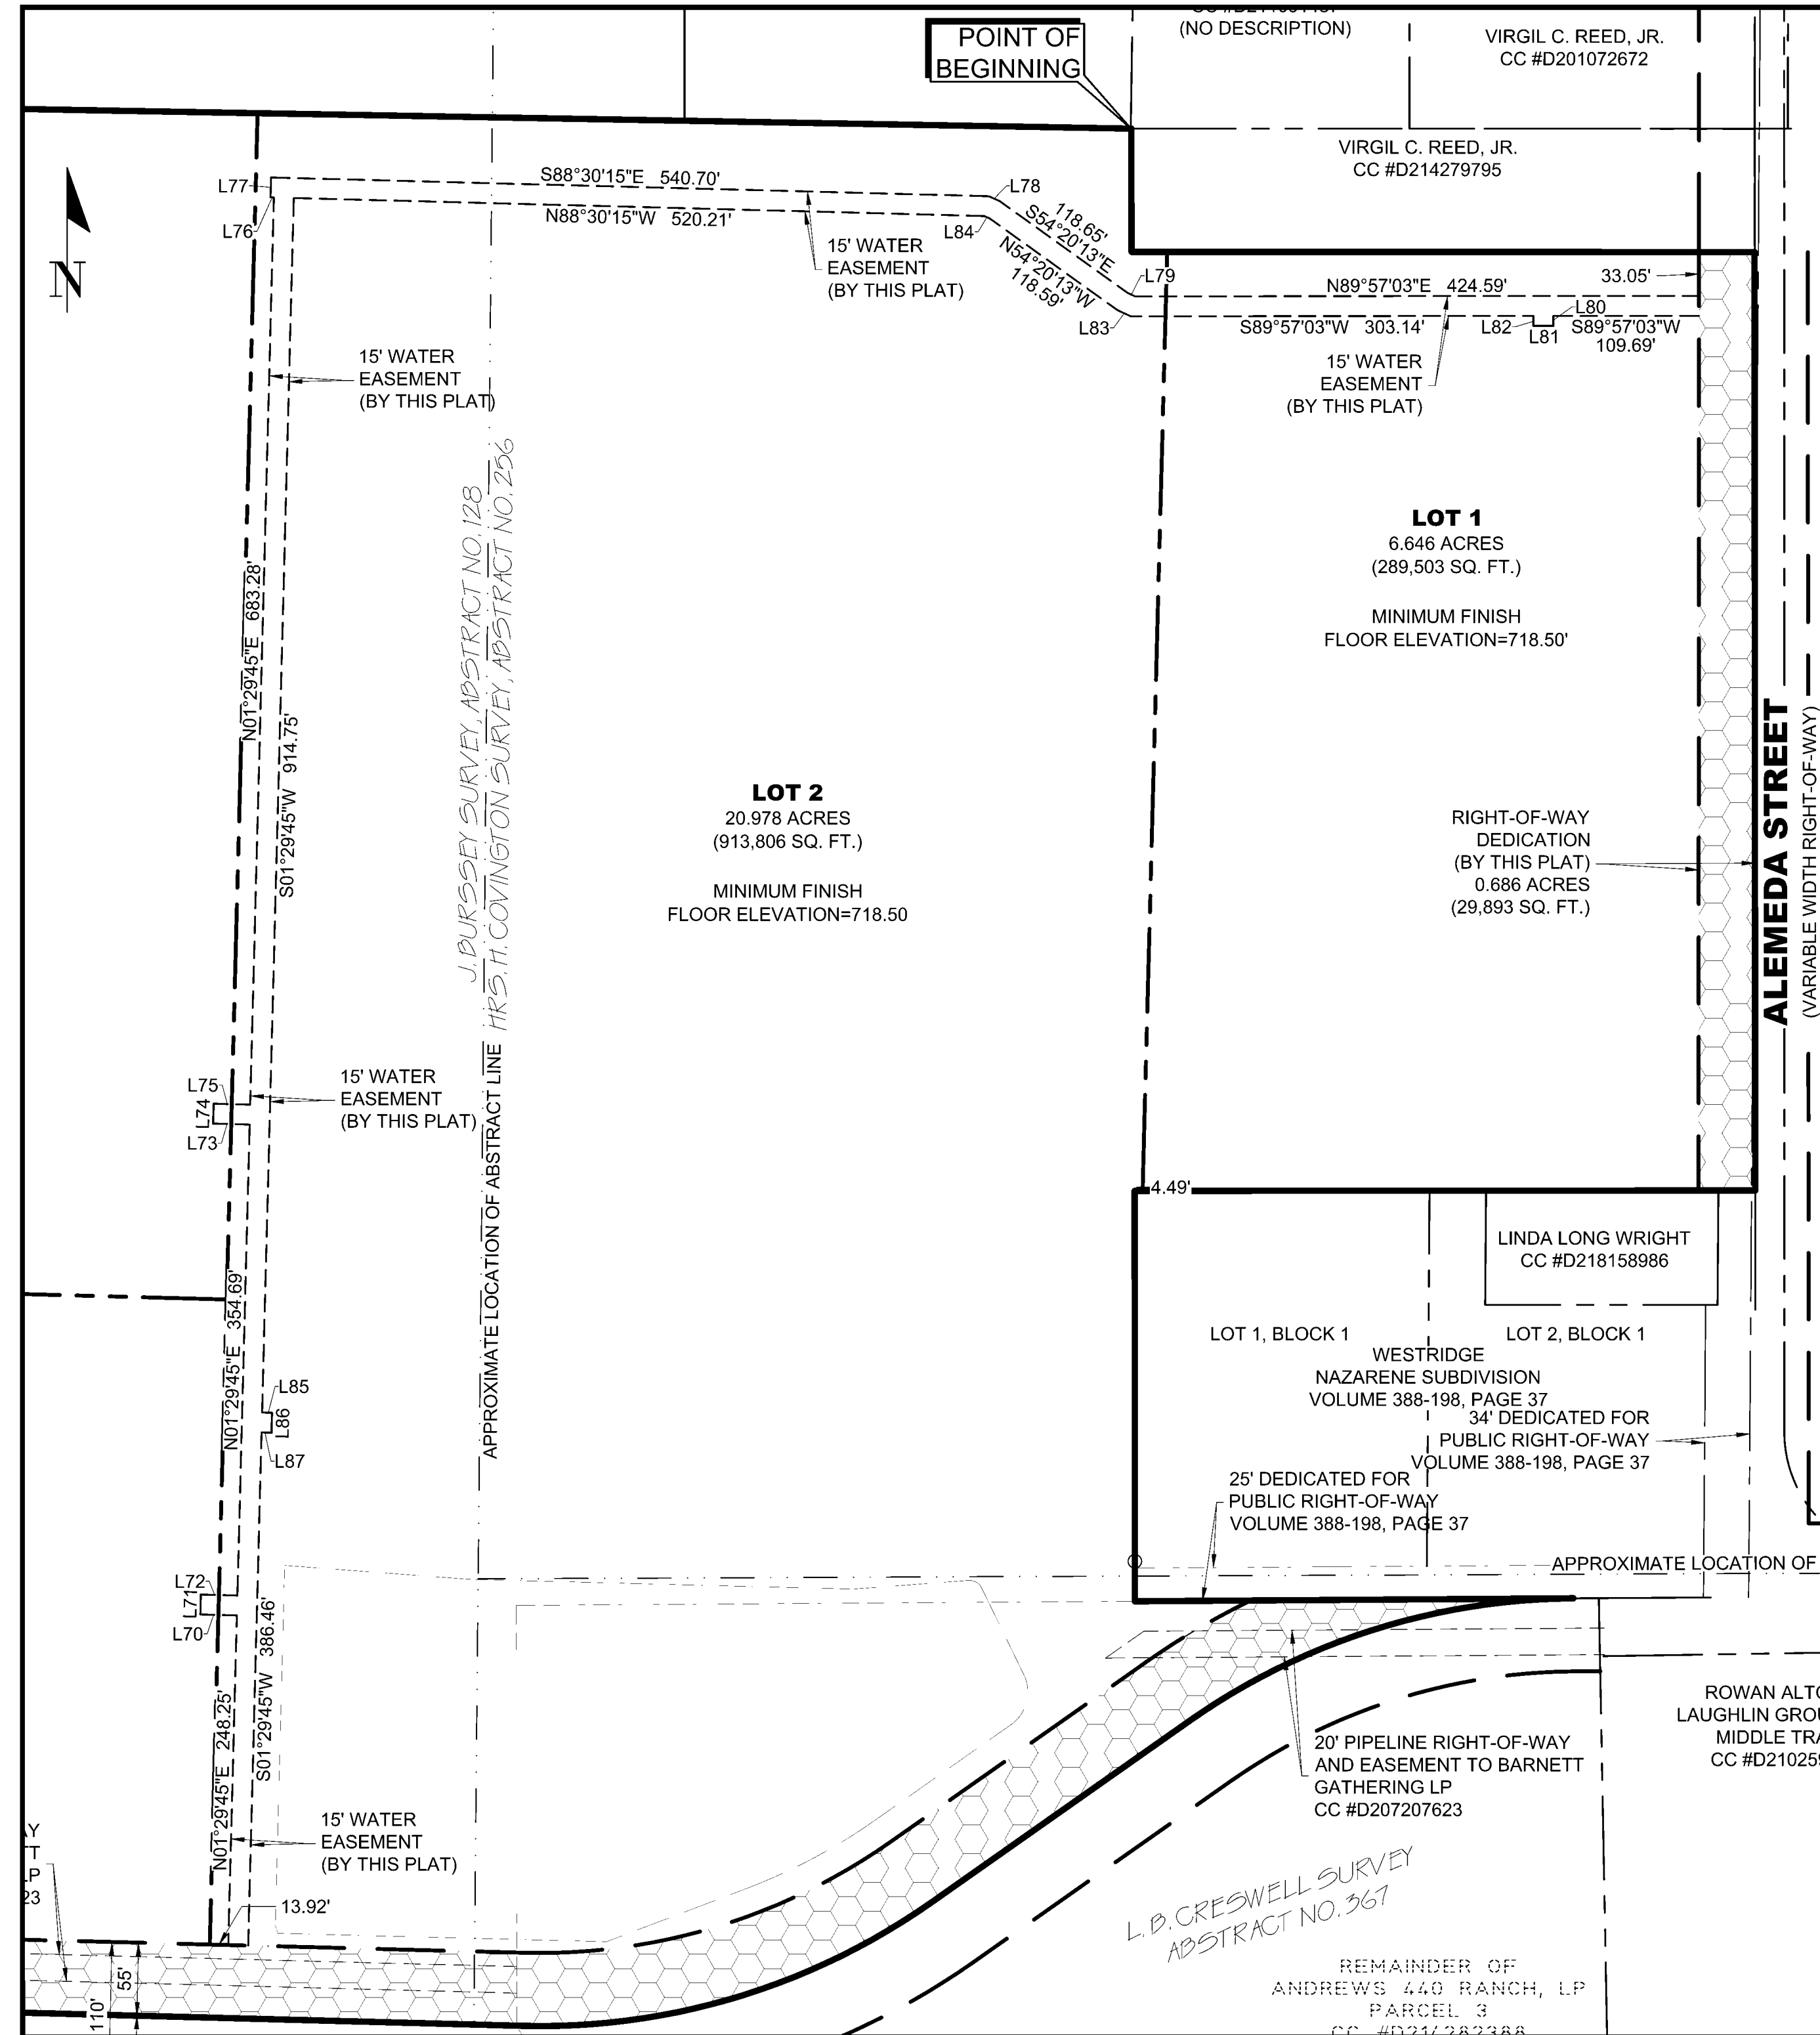 (NO DESCRIPTION)
VIRGIL C. REED, JR.
CC #D201072672
POINT OF
BEGINNING
VIRGIL C. REED, JR.
CC #D214279795
N
L77
L76
S88°30'15"E 540.70'
N88°30'15"W 520.21'
L78
L84
118.65'
S54°20'13"E
N54°20'13"W
118.59'
15' WATER
EASEMENT
(BY THIS PLAT)
L79
L83
N89°57'03"E 424.59'
33.05'
S89°57'03"W 303.14'
L82
L80
L81
S89°57'03"W
109.69'
15' WATER
EASEMENT
(BY THIS PLAT)
15' WATER
EASEMENT
(BY THIS PLAT)
LOT 1
6.646 ACRES
(289,503 SQ. FT.)
MINIMUM FINISH
FLOOR ELEVATION=718.50'
N01°29'45"E 683.28'
S01°29'45"W 914.75'
J. BURSSEY SURVEY, ABSTRACT NO. 128
HRS. H. COVINGTON SURVEY, ABSTRACT NO. 256
APPROXIMATE LOCATION OF ABSTRACT LINE
LOT 2
20.978 ACRES
(913,806 SQ. FT.)
MINIMUM FINISH
FLOOR ELEVATION=718.50
RIGHT-OF-WAY
DEDICATION
(BY THIS PLAT)
0.686 ACRES
(29,893 SQ. FT.)
ALEMEDA STREET
(VARIABLE WIDTH RIGHT-OF-WAY)
L75
L74
L73
15' WATER
EASEMENT
(BY THIS PLAT)
4.49'
LINDA LONG WRIGHT
CC #D218158986
N01°29'45"E 354.69'
LOT 1, BLOCK 1
LOT 2, BLOCK 1
WESTRIDGE
NAZARENE SUBDIVISION
VOLUME 388-198, PAGE 37
34' DEDICATED FOR
PUBLIC RIGHT-OF-WAY
VOLUME 388-198, PAGE 37
L85
L86
L87
25' DEDICATED FOR
PUBLIC RIGHT-OF-WAY
VOLUME 388-198, PAGE 37
APPROXIMATE LOCATION OF
L72
L71
L70
S01°29'45"W 386.46'
N01°29'45"E 248.25'
ROWAN ALTO
LAUGHLIN GROU
MIDDLE TRA
CC #D21025
20' PIPELINE RIGHT-OF-WAY
AND EASEMENT TO BARNETT
GATHERING LP
CC #D207207623
15' WATER
EASEMENT
(BY THIS PLAT)
AY
T
LP
23
13.92'
L.B. CRESWELL SURVEY
ABSTRACT NO. 367
55'
110'
REMAINDER OF
ANDREWS 440 RANCH, LP
PARCEL 3
CC #D214282388